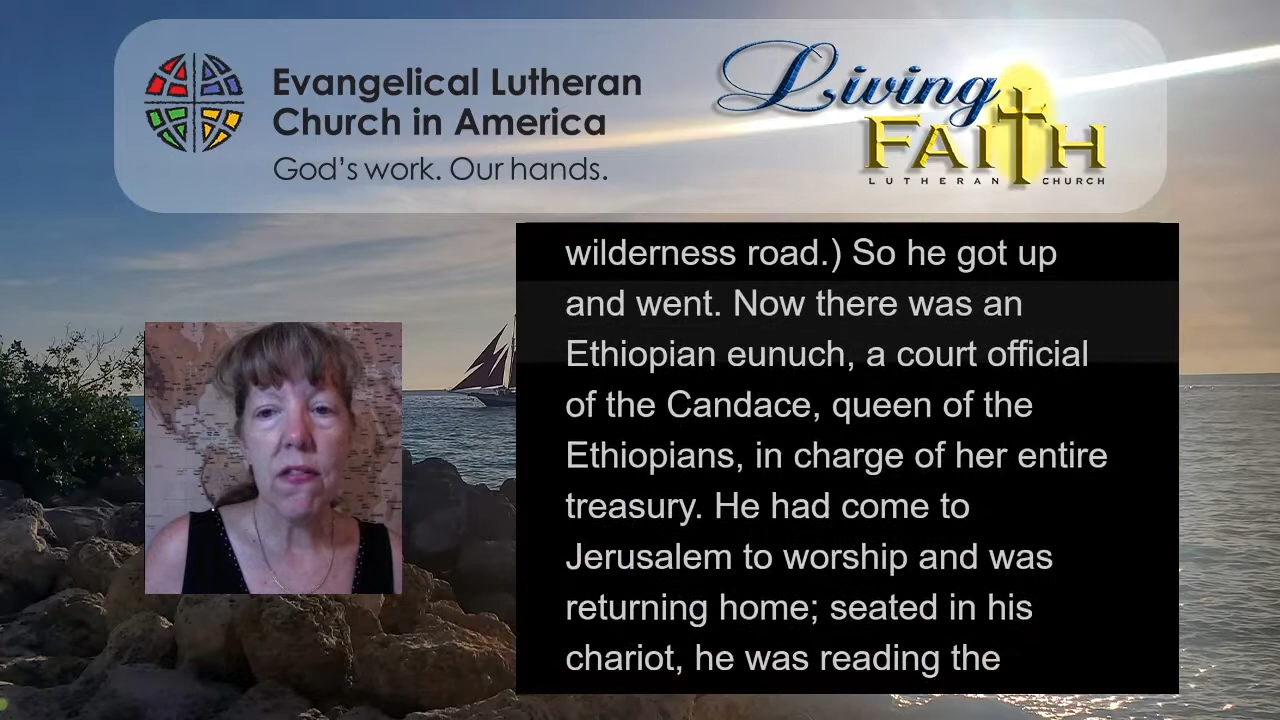 Evangelical Lutheran
Church in America
God's work. Our hands.
Living
FAITH
LUTHERAN CHURCH
wilderness road.) So he got up
and went. Now there was an
Ethiopian eunuch, a court official
of the Candace, queen of the
Ethiopians, in charge of her entire
treasury. He had come to
Jerusalem to worship and was
returning home; seated in his
chariot, he was reading the